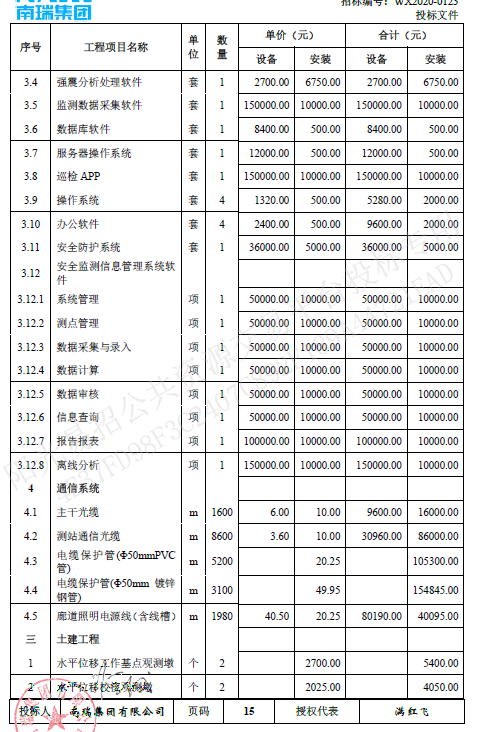 南瑞集团
招标编号：WX2020-0125
投标文件
序号 工程项目名称 单位 数量 单价（元） 合计（元）
设备 安装 设备 安装
3.4 强震分析处理软件 套 1 2700.00 6750.00 2700.00 6750.00
3.5 监测数据采集软件 套 1 150000.00 10000.00 150000.00 10000.00
3.6 数据库软件 套 1 8400.00 500.00 8400.00 500.00
3.7 服务器操作系统 套 1 12000.00 500.00 12000.00 500.00
3.8 巡检 APP 套 1 150000.00 10000.00 150000.00 10000.00
3.9 操作系统 套 4 1320.00 500.00 5280.00 2000.00
3.10 办公软件 套 4 2400.00 500.00 9600.00 2000.00
3.11 安全防护系统 套 1 36000.00 5000.00 36000.00 5000.00
3.12 安全监测信息管理系统软
件
3.12.1 系统管理 项 1 50000.00 10000.00 50000.00 10000.00
3.12.2 测点管理 项 1 50000.00 10000.00 50000.00 10000.00
3.12.3 数据采集与录入 项 1 50000.00 10000.00 50000.00 10000.00
3.12.4 数据计算 项 1 50000.00 10000.00 50000.00 10000.00
3.12.5 数据审核 项 1 50000.00 10000.00 50000.00 10000.00
3.12.6 信息查询 项 1 50000.00 10000.00 50000.00 10000.00
3.12.7 报告报表 项 1 100000.00 10000.00 100000.00 10000.00
3.12.8 离线分析 项 1 150000.00 10000.00 150000.00 10000.00
4 通信系统
4.1 主干光缆 m 1600 6.00 10.00 9600.00 16000.00
4.2 测站通信光缆 m 8600 3.60 10.00 30960.00 86000.00
4.3 电缆保护管(Φ50mmPVC
管) m 5200 20.25 105300.00
4.4 电缆保护管(Φ50mm 镀锌
钢管) m 3100 49.95 154845.00
4.5 廊道照明电源线（含线槽） m 1980 40.50 20.25 80190.00 40095.00
三 土建工程
1 水平位移工作基点观测墩 个 2 2700.00 5400.00
2 水平位移校核观测墩 个 2 2025.00 4050.00
投标人 南瑞集团有限公司 页码 15 授权代表 满红飞